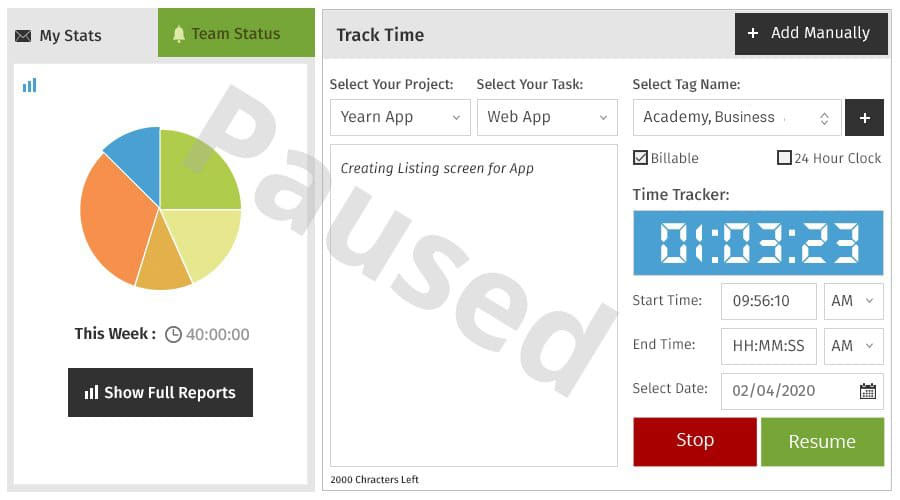 My Stats
Team Status
This Week : 40:00:00
Show Full Reports
Track Time
+ Add Manually
Select Your Project:
Select Your Task:
Select Tag Name:
Yearn App
Web App
Academy, Business
+
Creating Listing screen for App
Billable
24 Hour Clock
Time Tracker:
01:03:23
Start Time:
09:56:10
AM
End Time:
HH:MM:SS
AM
Select Date:
02/04/2020
Stop
Resume
2000 Chracters Left
Paused